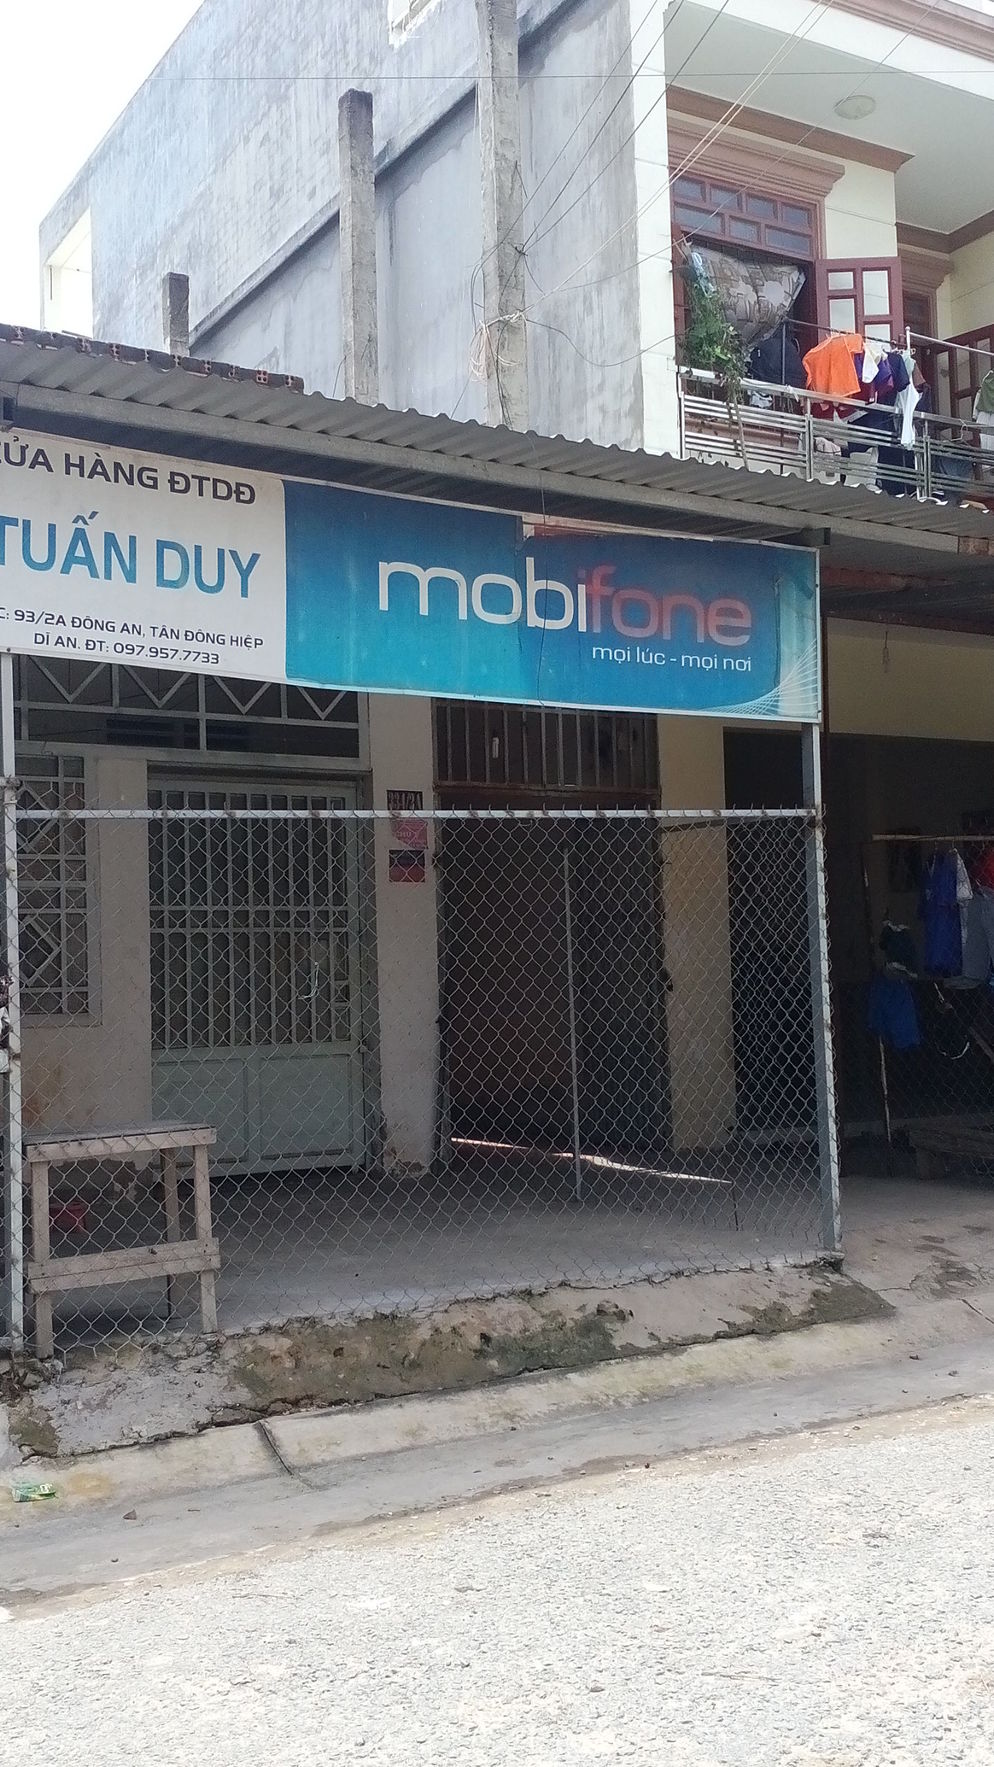 CỬA HÀNG ĐTDĐ
TUẤN DUY
C: 93/2A ĐÔNG AN, TÂN ĐÔNG HIỆP
DĨ AN. ĐT: 097.957.7733
mobifone
mọi lúc - mọi nơi